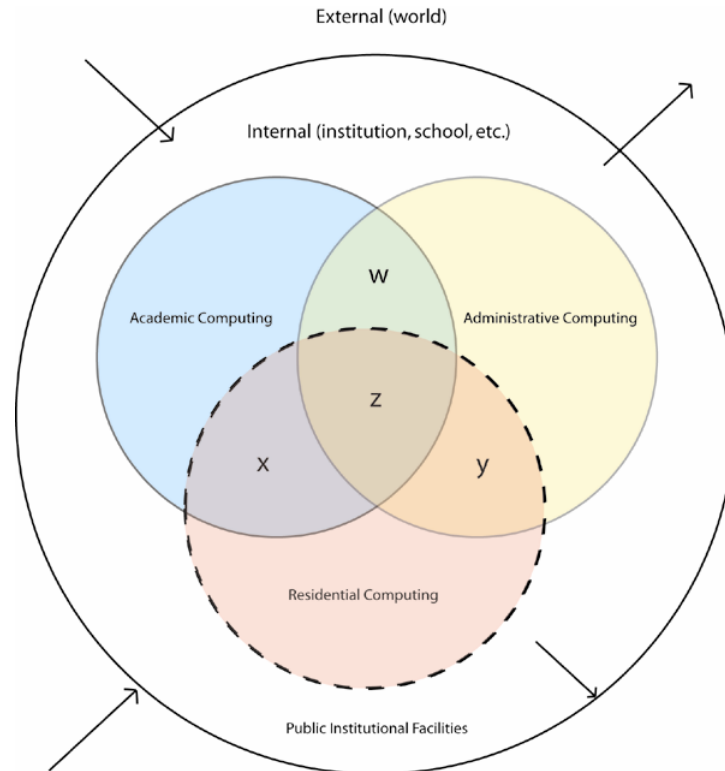 External (world)
Internal (institution, school, etc.)
w
Academic Computing
Administrative Computing
z
x
y
Residential Computing
Public Institutional Facilities